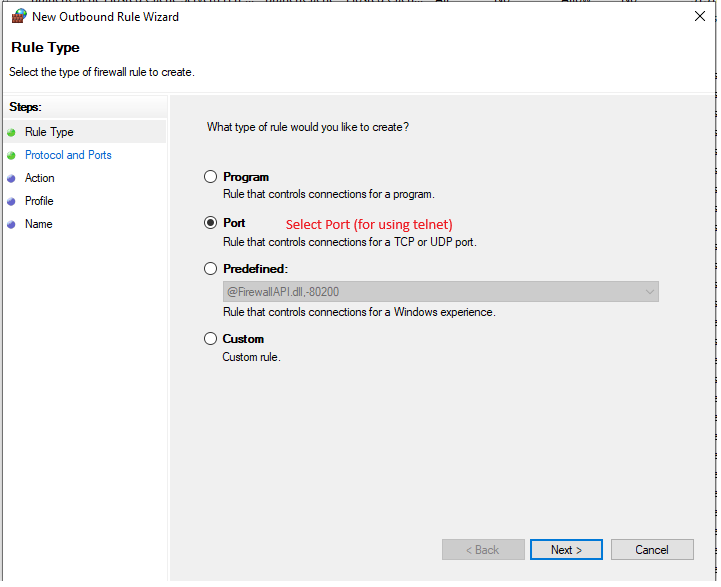 New Outbound Rule Wizard
Rule Type
Select the type of firewall rule to create.
Steps:
Rule Type
Protocol and Ports
Action
Profile
Name
What type of rule would you like to create?
Program
Rule that controls connections for a program.
Port Select Port (for using telnet)
Rule that controls connections for a TCP or UDP port.
Predefined:
@FirewallAPI.dll,-80200
Rule that controls connections for a Windows experience.
Custom
Custom rule.
< Back Next > Cancel